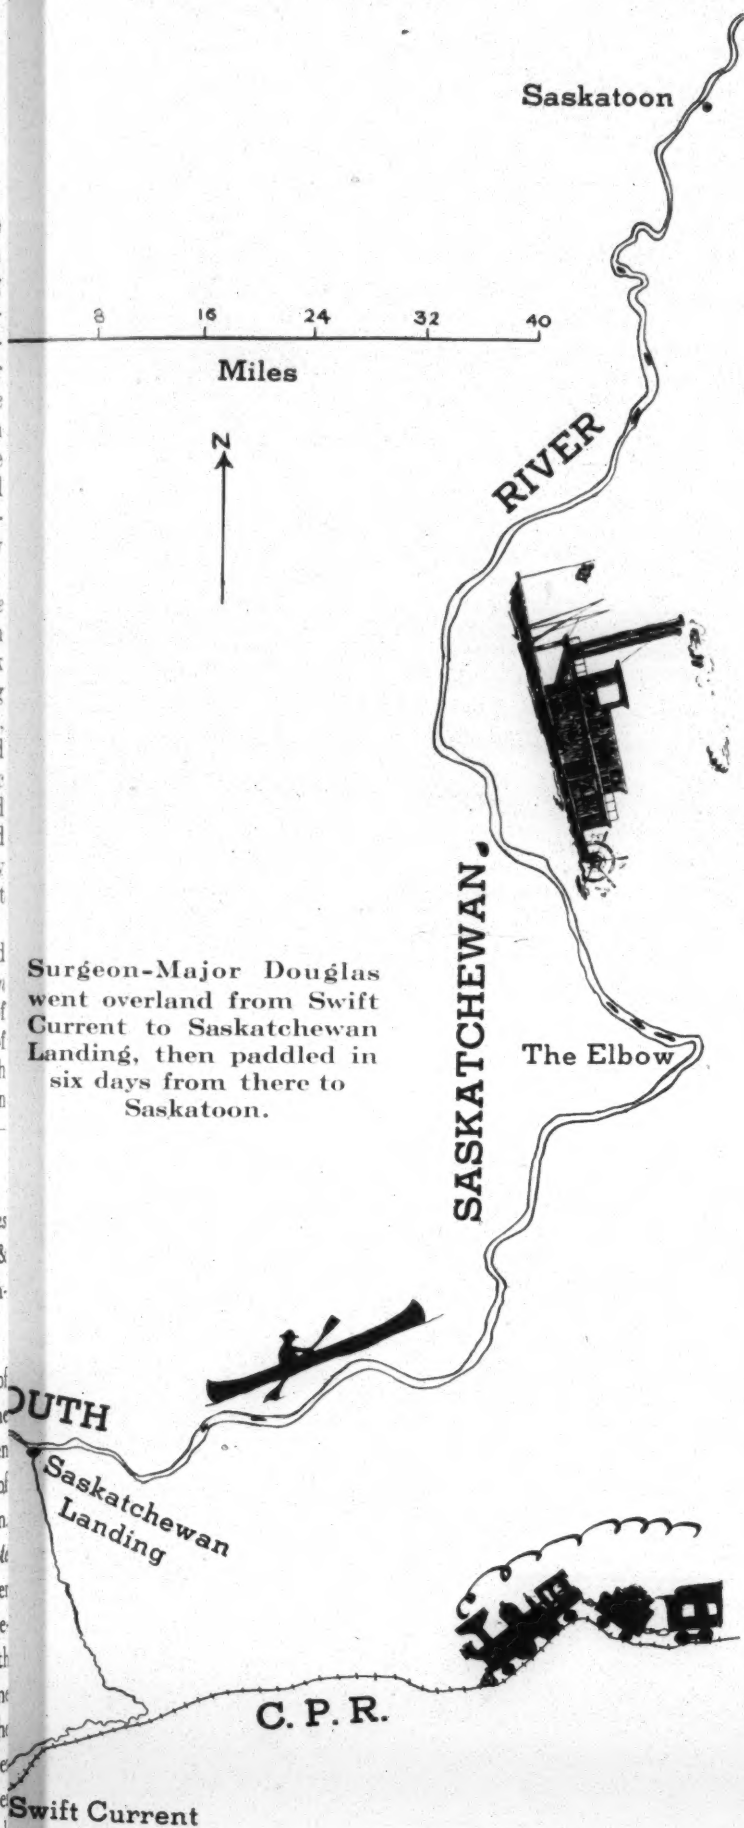 Saskatoon
8 16 24 32 40
Miles
N
RIVER
SASKATCHEWAN
Surgeon-Major Douglas
went overland from Swift
Current to Saskatchewan
Landing, then paddled in
six days from there to
Saskatoon.
The Elbow
OUTH
Saskatchewan
Landing
C. P. R.
Swift Current